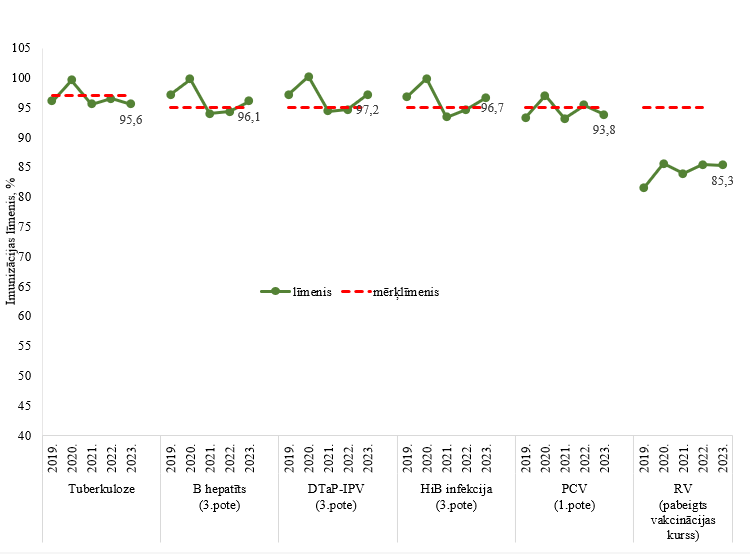 105
100
95
90
85
80
75
70
65
60
55
50
45
40
Imunizācijas līmenis, %
95,6
96,1
97,2
96,7
93,8
85,3
līmenis
mērķlīmenis
2019. 2020. 2021. 2022. 2023.
2019. 2020. 2021. 2022. 2023.
2019. 2020. 2021. 2022. 2023.
2019. 2020. 2021. 2022. 2023.
2019. 2020. 2021. 2022. 2023.
2019. 2020. 2021. 2022. 2023.
Tuberkuloze
B hepatīts
(3.pote)
DTaP-IPV
(3.pote)
HiB infekcija
(3.pote)
PCV
(1.pote)
RV
(pabeigts
vakcinācijas
kurss)